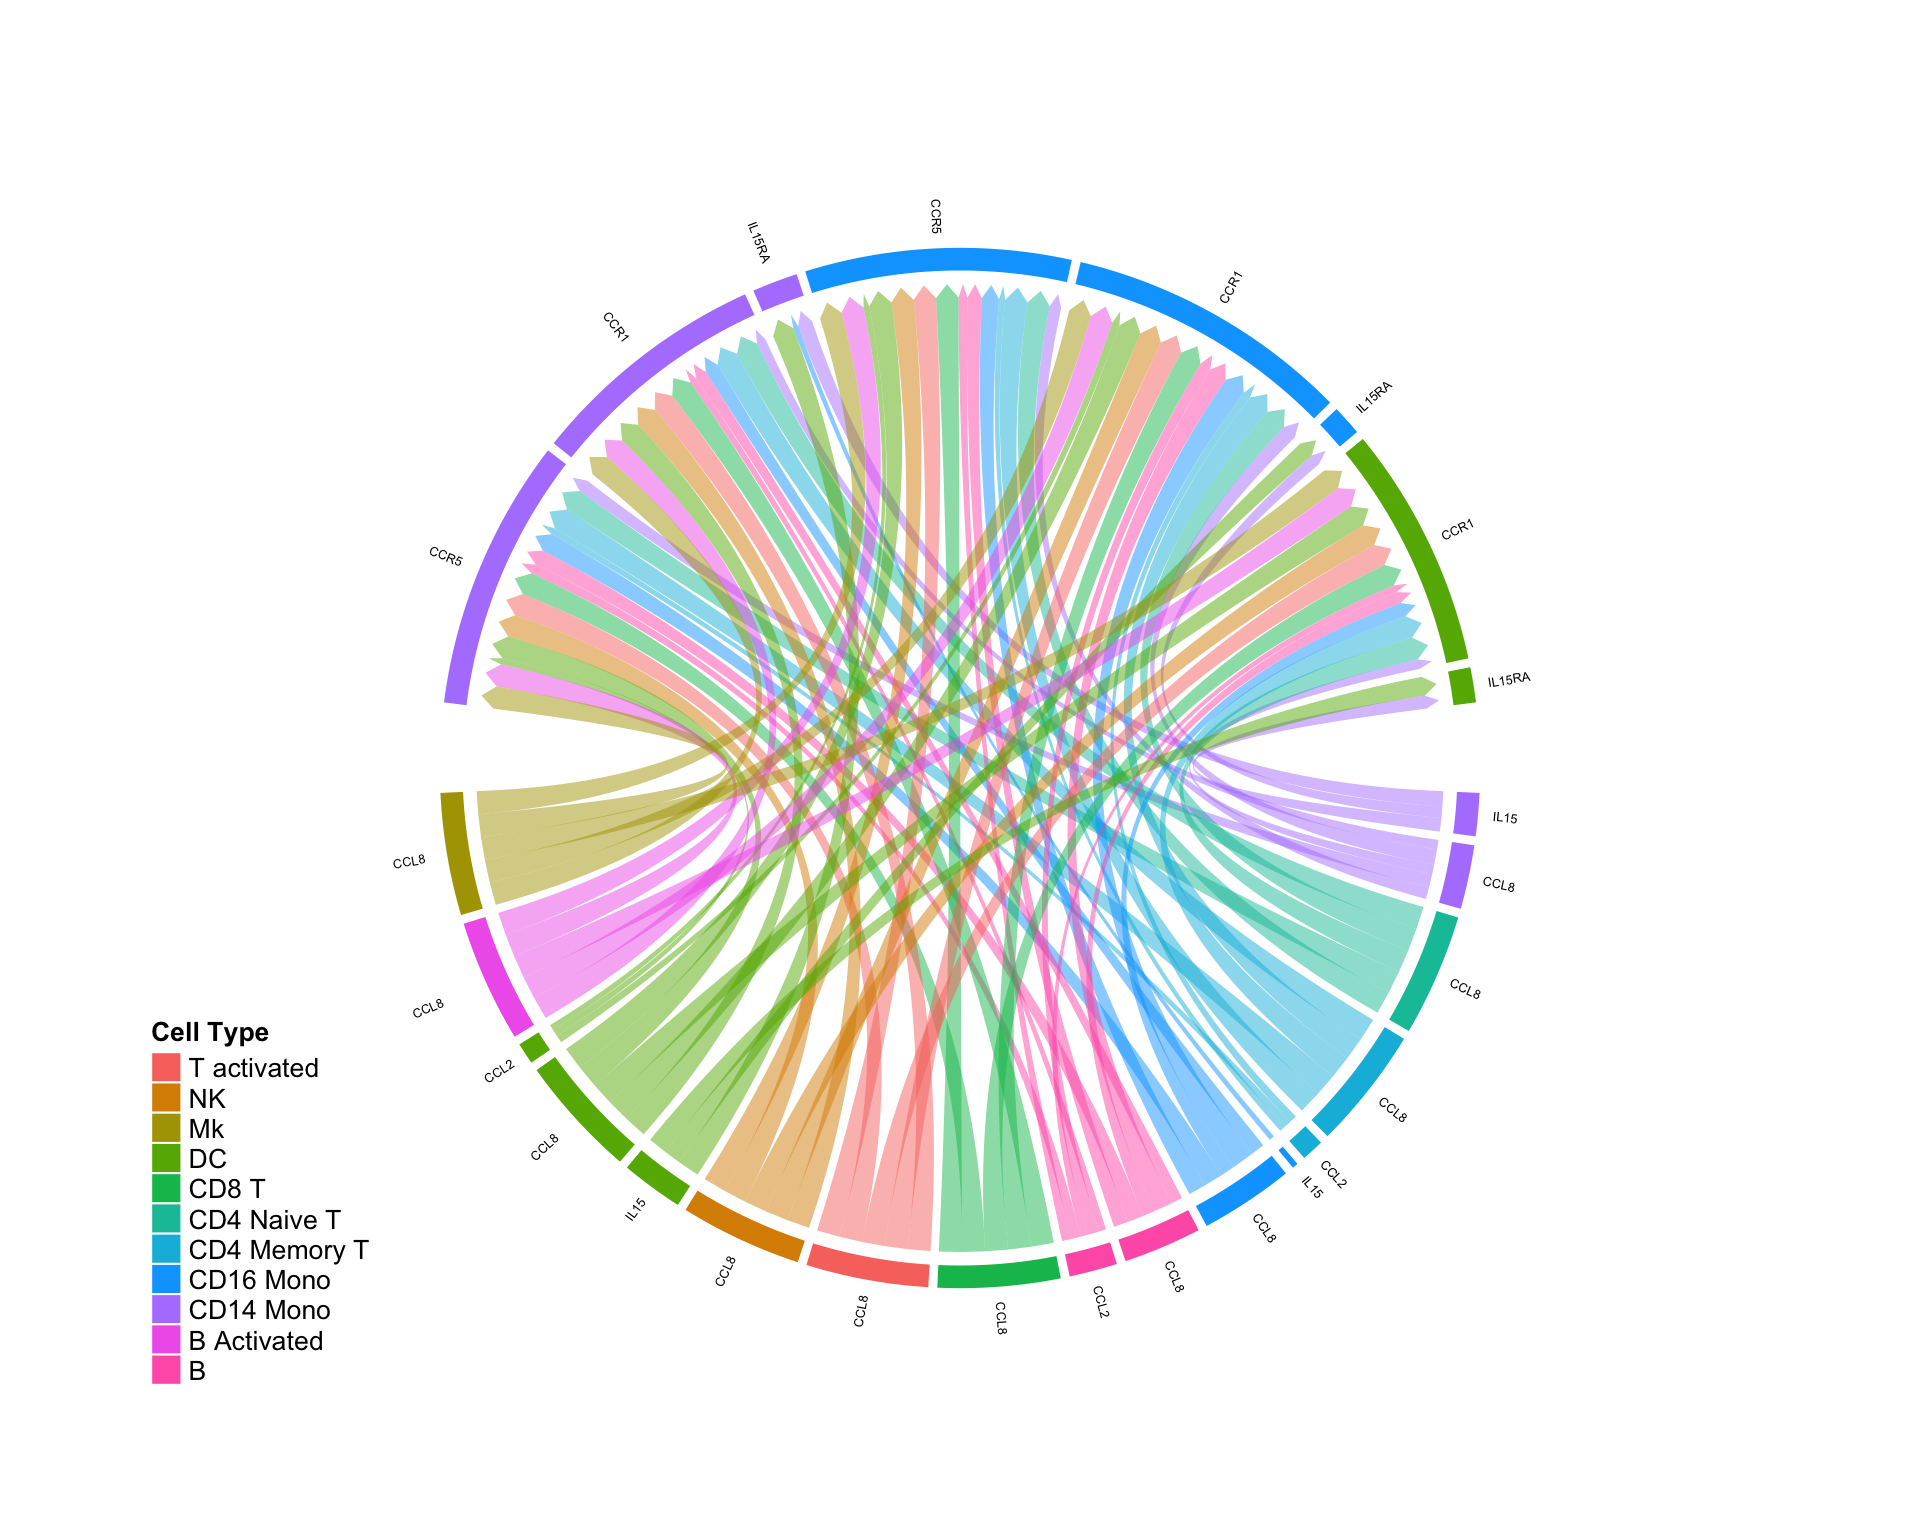 CCR5
IL15RA
CCR1
CCR1
IL15RA
CCR5
CCR1
IL15RA
IL15
CCL8
CCL8
CCL8
CCL8
CCL2
IL15
CCL8
CCL8
CCL2
CCL8
CCL8
CCL8
IL15
CCL8
CCL2
CCL8
Cell Type
T activated
NK
Mk
DC
CD8 T
CD4 Naive T
CD4 Memory T
CD16 Mono
CD14 Mono
B Activated
B